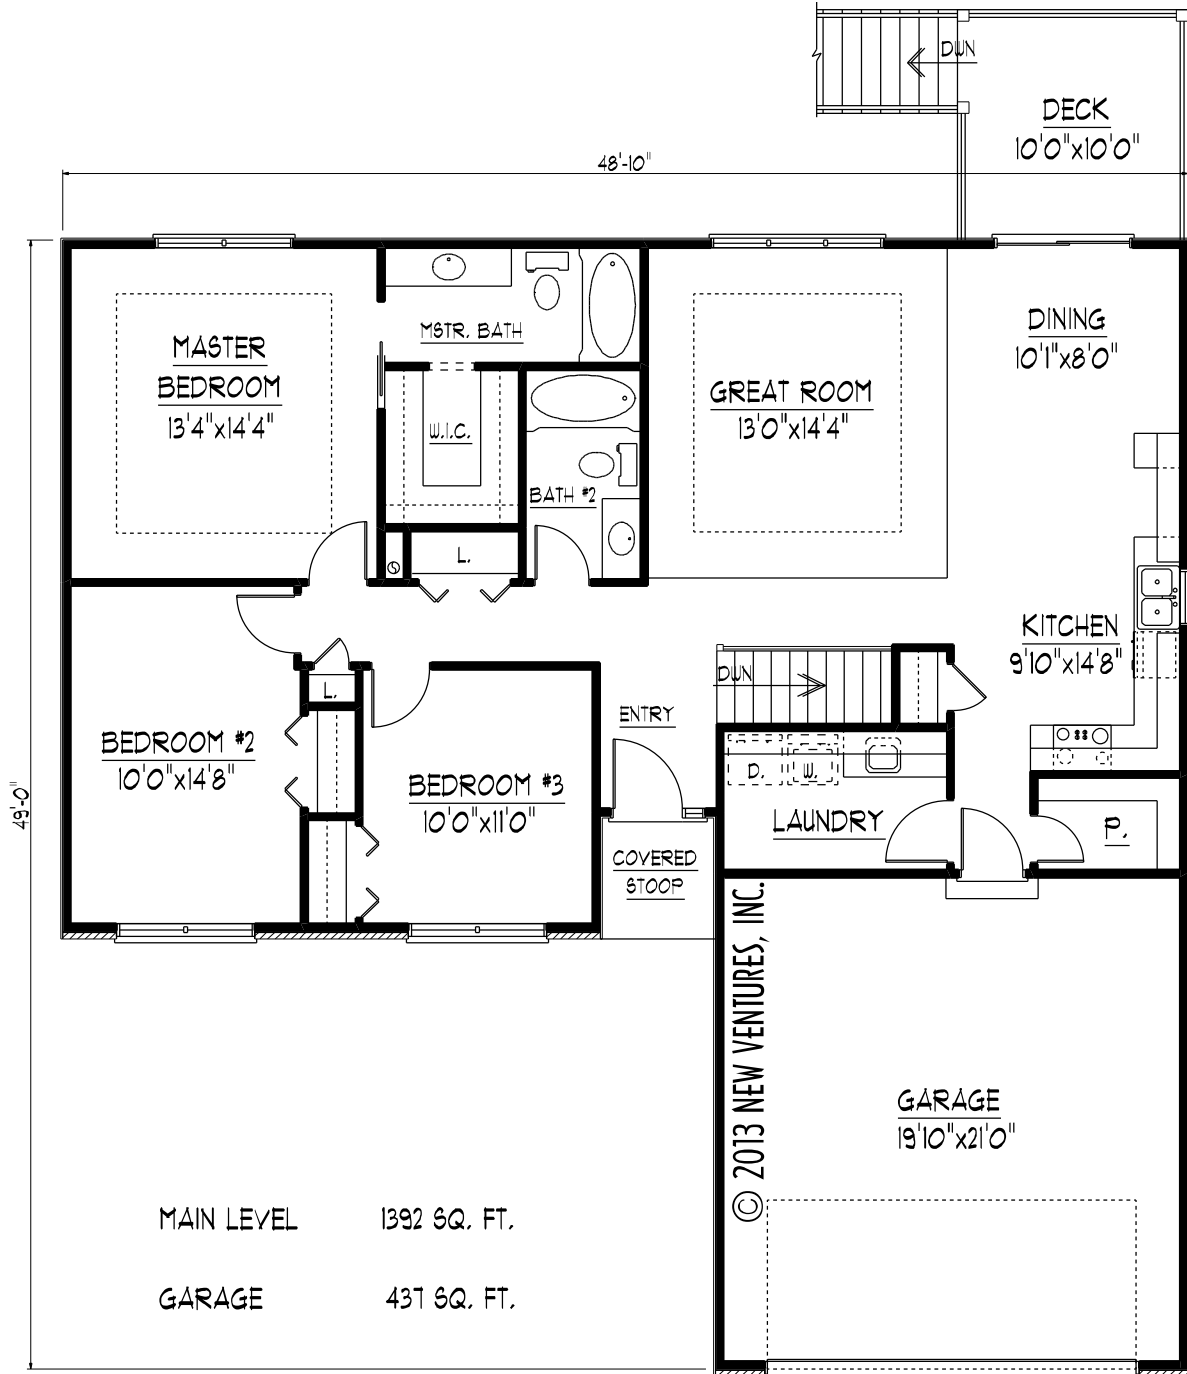 DWN
DECK
10'0"x10'0"
48'-10"
MASTER
BEDROOM
13'4"x14'4"
MSTR. BATH
W.I.C.
BATH #2
L.
GREAT ROOM
13'0"x14'4"
DINING
10'1"x8'0"
KITCHEN
9'10"x14'8"
DWN
ENTRY
L.
BEDROOM #2
10'0"x14'8"
BEDROOM #3
10'0"x11'0"
D.
W.
LAUNDRY
P.
COVERED
STOOP
49'-0"
© 2013 NEW VENTURES, INC.
GARAGE
19'10"x21'0"
MAIN LEVEL 1392 SQ. FT.
GARAGE 437 SQ. FT.